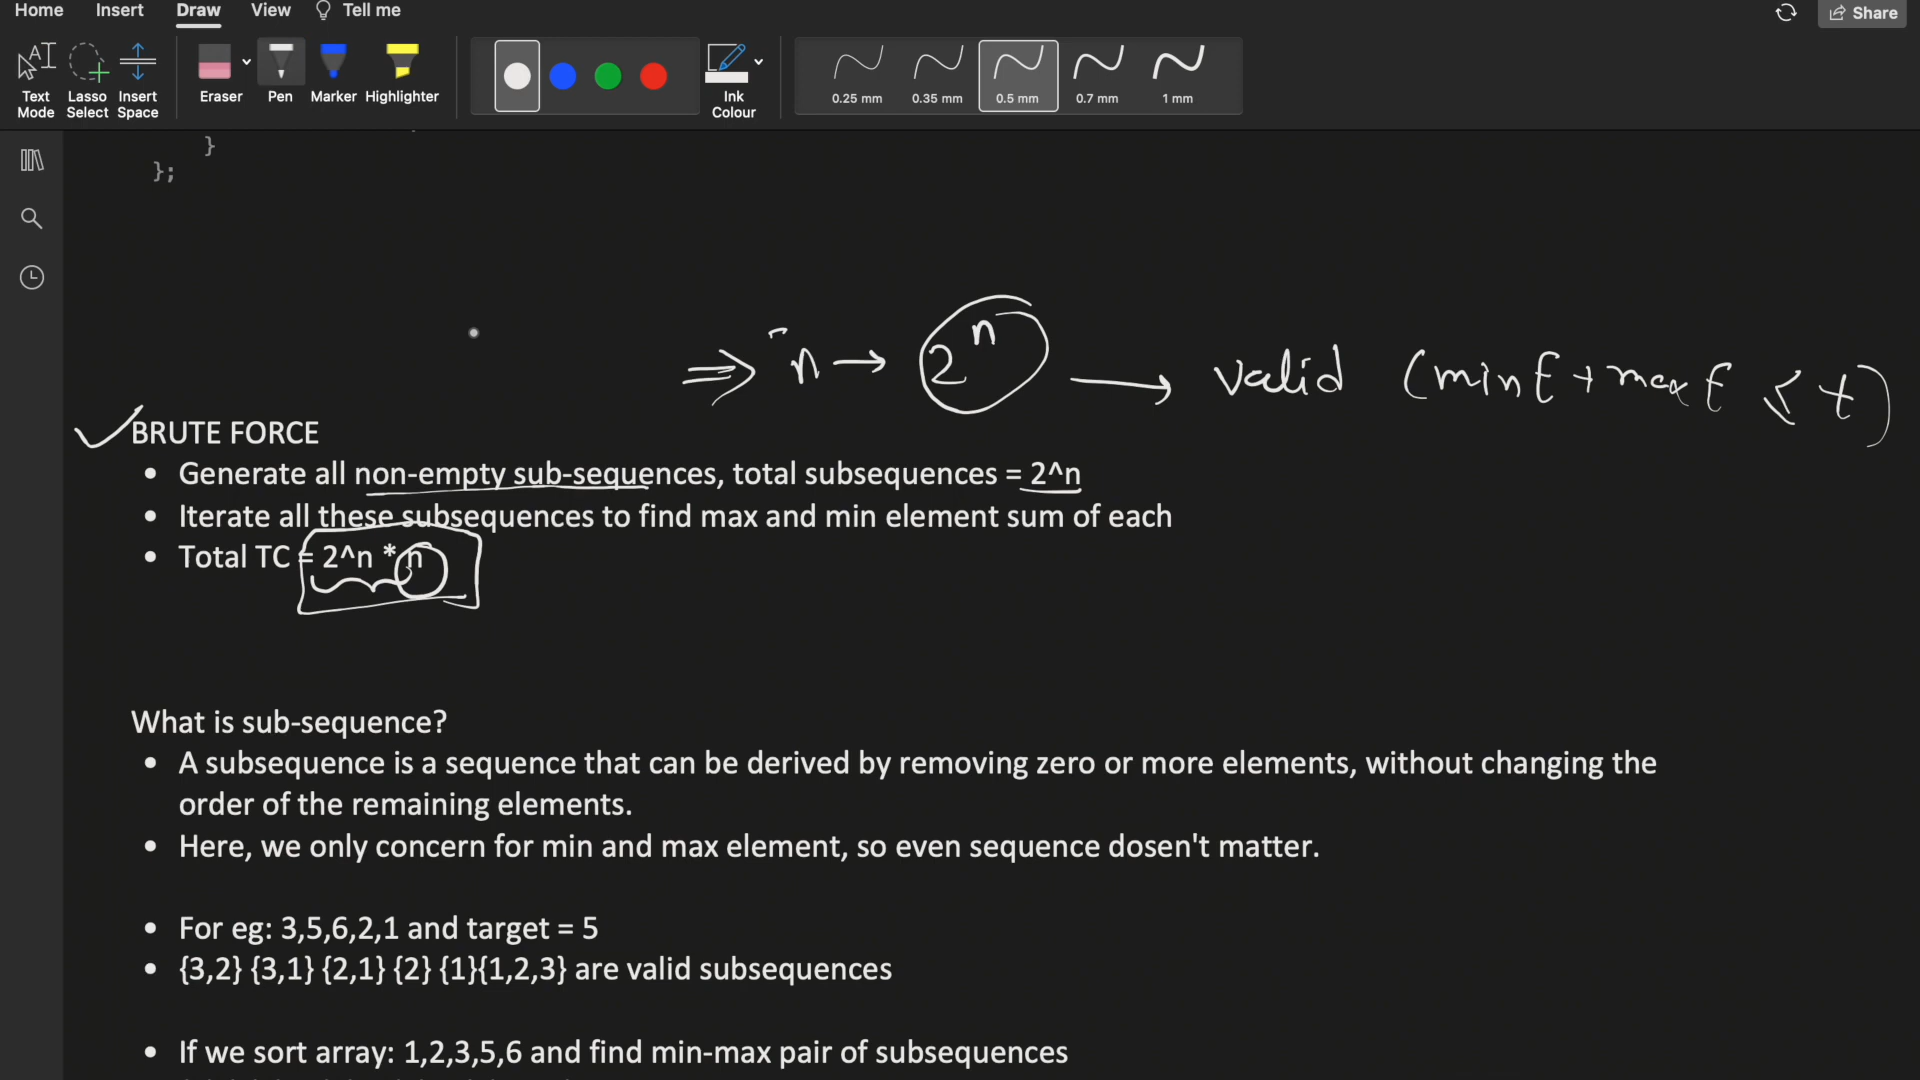 Home Insert Draw View Tell me Share
Text Mode Lasso Select Insert Space Eraser Pen Marker Highlighter Ink Colour 0.25 mm 0.35 mm 0.5 mm 0.7 mm 1 mm
}
};
⇒ n → 2^n → valid (minE + maxE < t)
BRUTE FORCE
• Generate all non-empty sub-sequences, total subsequences = 2^n
• Iterate all these subsequences to find max and min element sum of each
• Total TC = 2^n * n
What is sub-sequence?
• A subsequence is a sequence that can be derived by removing zero or more elements, without changing the
order of the remaining elements.
• Here, we only concern for min and max element, so even sequence dosen't matter.
• For eg: 3,5,6,2,1 and target = 5
• {3,2} {3,1} {2,1} {2} {1}{1,2,3} are valid subsequences
• If we sort array: 1,2,3,5,6 and find min-max pair of subsequences